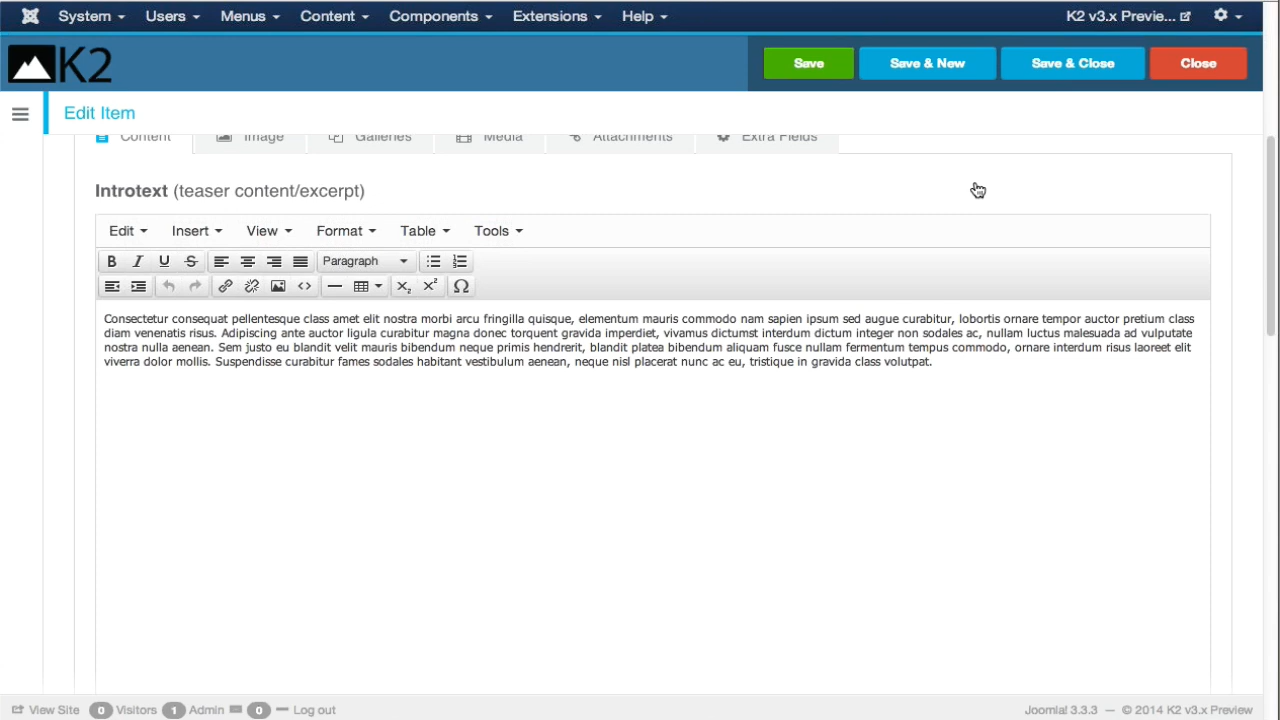 System Users Menus Content Components Extensions Help K2 v3.x Previe...
K2 Save Save & New Save & Close Close
Edit Item
Content Image Galleries Media Attachments Extra Fields
Introtext (teaser content/excerpt)
Edit Insert View Format Table Tools
B I U S Paragraph
X₂ X² Ω
Consectetur consequat pellentesque class amet elit nostra morbi arcu fringilla quisque, elementum mauris commodo nam sapien ipsum sed augue curabitur, lobortis ornare tempor auctor pretium class
diam venenatis risus. Adipiscing ante auctor ligula curabitur magna donec torquent gravida imperdiet, vivamus dictumst interdum dictum integer non sodales ac, nullam luctus malesuada ad vulputate
nostra nulla aenean. Sem justo eu blandit velit mauris bibendum neque primis hendrerit, blandit platea bibendum aliquam fusce nullam fermentum tempus commodo, ornare interdum risus laoreet elit
viverra dolor mollis. Suspendisse curabitur fames sodales habitant vestibulum aenean, neque nisl placerat nunc ac eu, tristique in gravida class volutpat.
View Site 0 Visitors 1 Admin 0 Log out Joomla! 3.3.3 — © 2014 K2 v3.x Preview